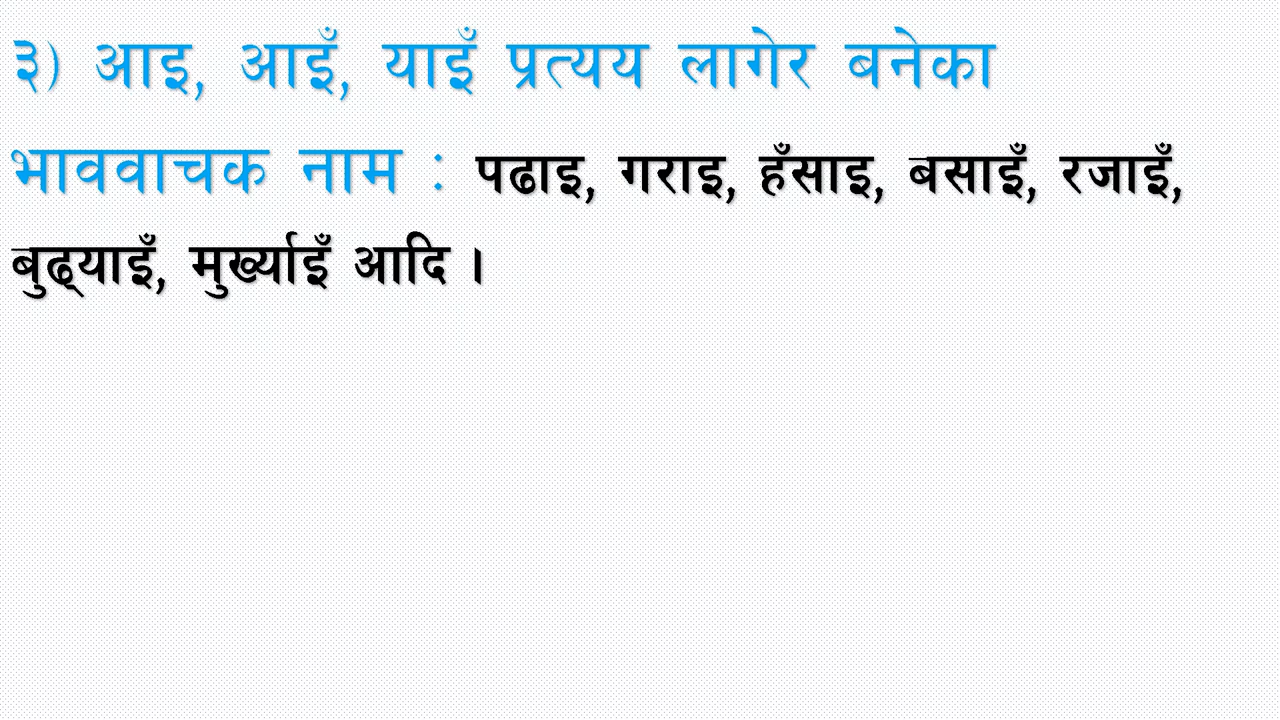 ३) आइ, आइँ, याइँ प्रत्यय लागेर बनेका
भाववाचक नाम : पढाइ, गराइ, हँसाइ, बसाइँ, रजाइँ,
बुढ्याइँ, मुर्ख्याइँ आदि ।